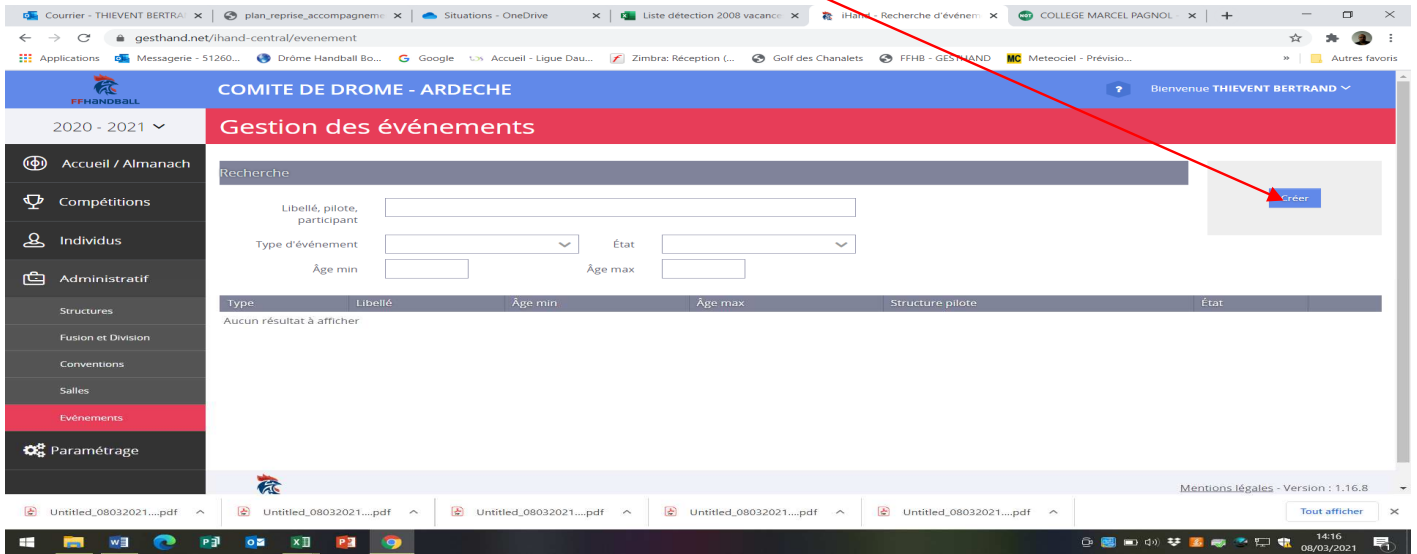 Courrier - THIEVENT BERTRA
plan_reprise_accompagneme
Situations - OneDrive
Liste détection 2008 vacance
iHand - Recherche d'événem
COLLEGE MARCEL PAGNOL -
gesthand.net/ihand-central/evenement
Applications
Messagerie - 51260...
Drôme Handball Bo...
Google
Accueil - Ligue Dau...
Zimbra: Réception (...
Golf des Chanalets
FFHB - GESTHAND
MC Meteociel - Prévisio...
»
Autres favoris
FFHANDBALL
COMITE DE DROME - ARDECHE
?
Bienvenue THIEVENT BERTRAND
2020 - 2021
Gestion des événements
Accueil / Almanach
Compétitions
Individus
Administratif
Structures
Fusion et Division
Conventions
Salles
Evénements
Paramétrage
Recherche
Créer
Libellé, pilote,
participant
Type d'événement
État
Âge min
Âge max
Type Libellé Âge min Âge max Structure pilote État
Aucun résultat à afficher
Mentions légales - Version : 1.16.8
Untitled_08032021....pdf
Untitled_08032021....pdf
Untitled_08032021....pdf
Untitled_08032021....pdf
Untitled_08032021....pdf
Tout afficher
14:16
08/03/2021